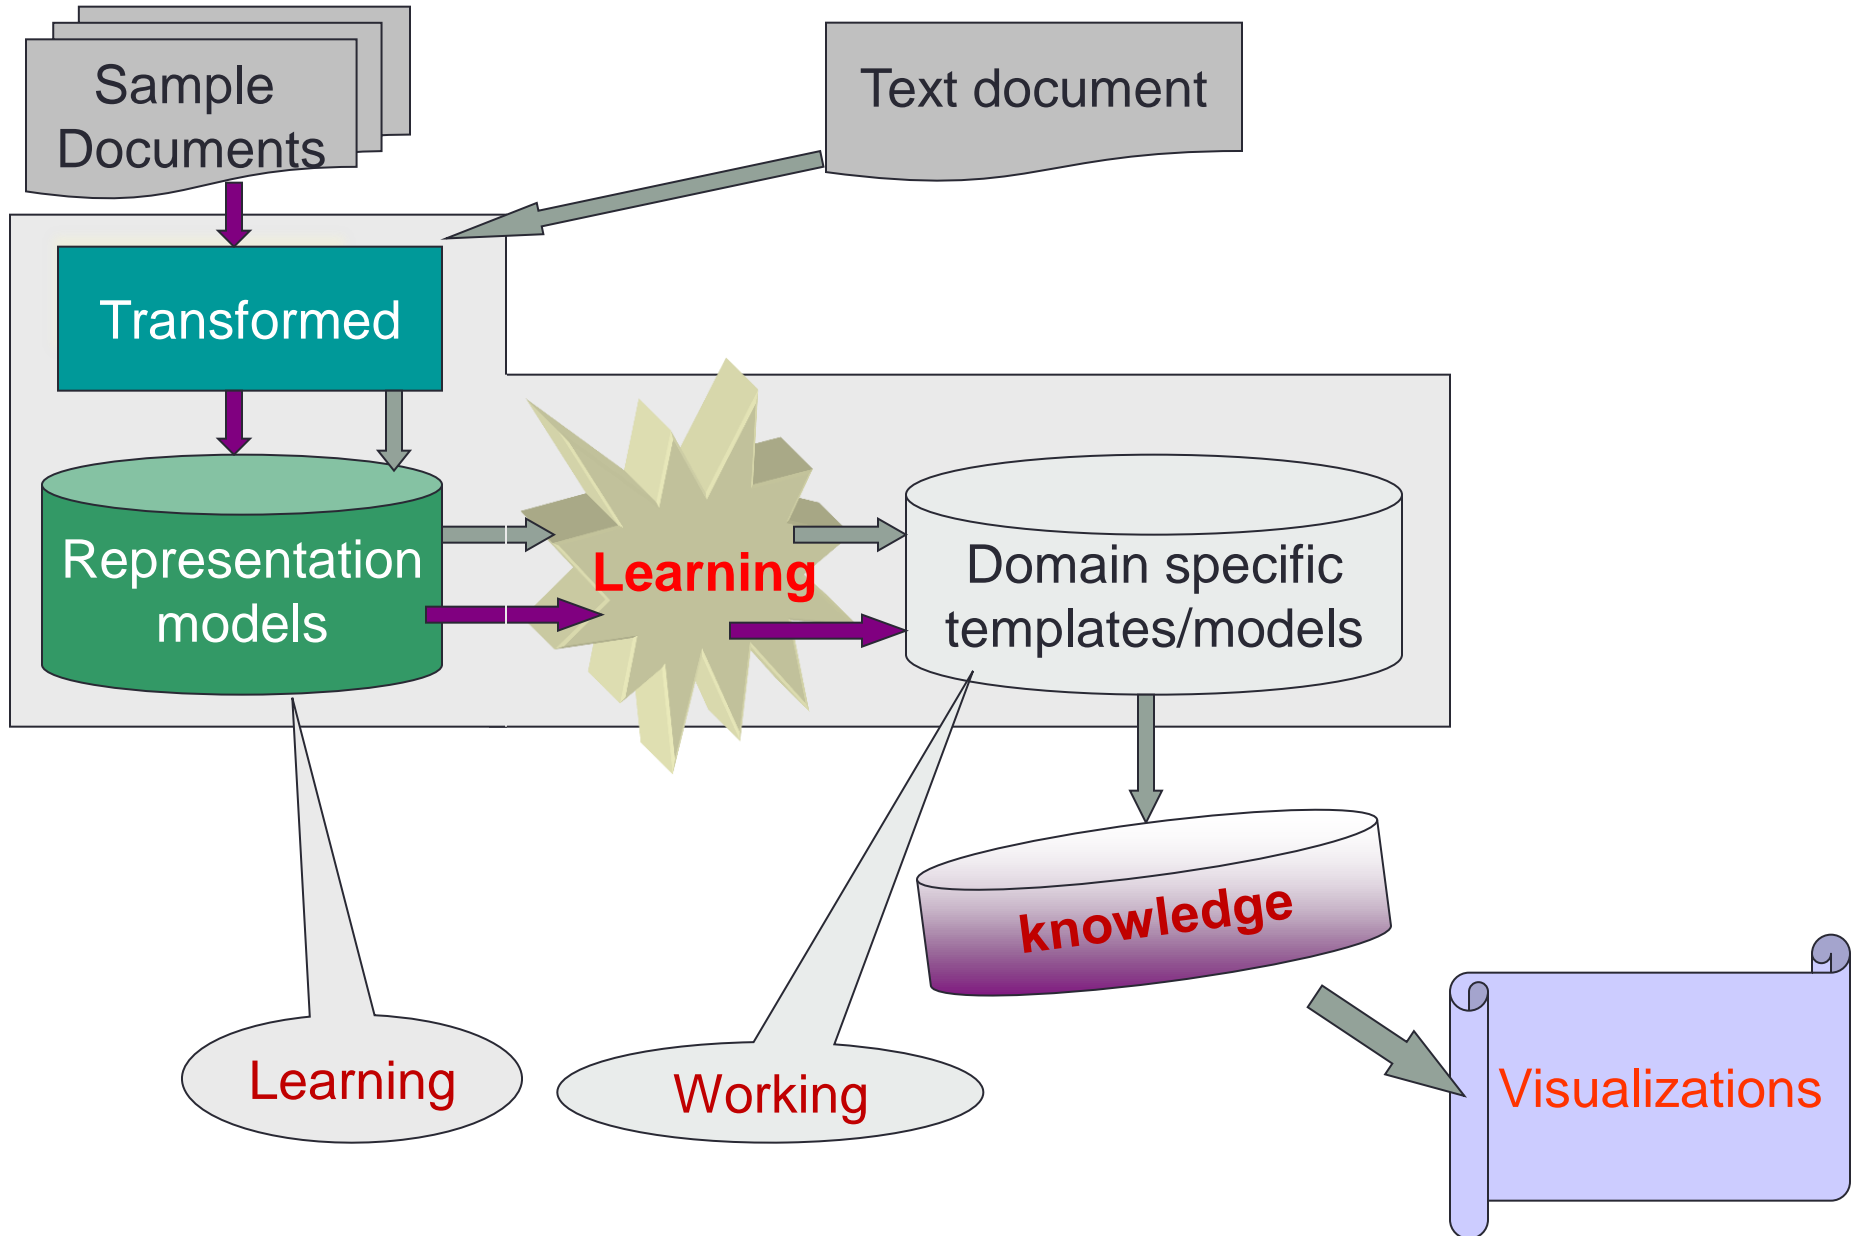 Sample
Documents
Text document
Transformed
Representation
models
Learning
Domain specific
templates/models
knowledge
Learning
Working
Visualizations